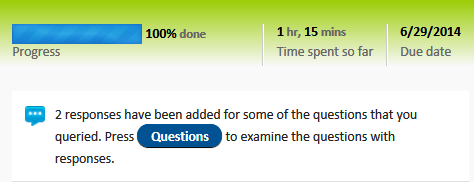 100% done
Progress
1 hr, 15 mins
Time spent so far
6/29/2014
Due date
2 responses have been added for some of the questions that you
queried. Press Questions to examine the questions with
responses.